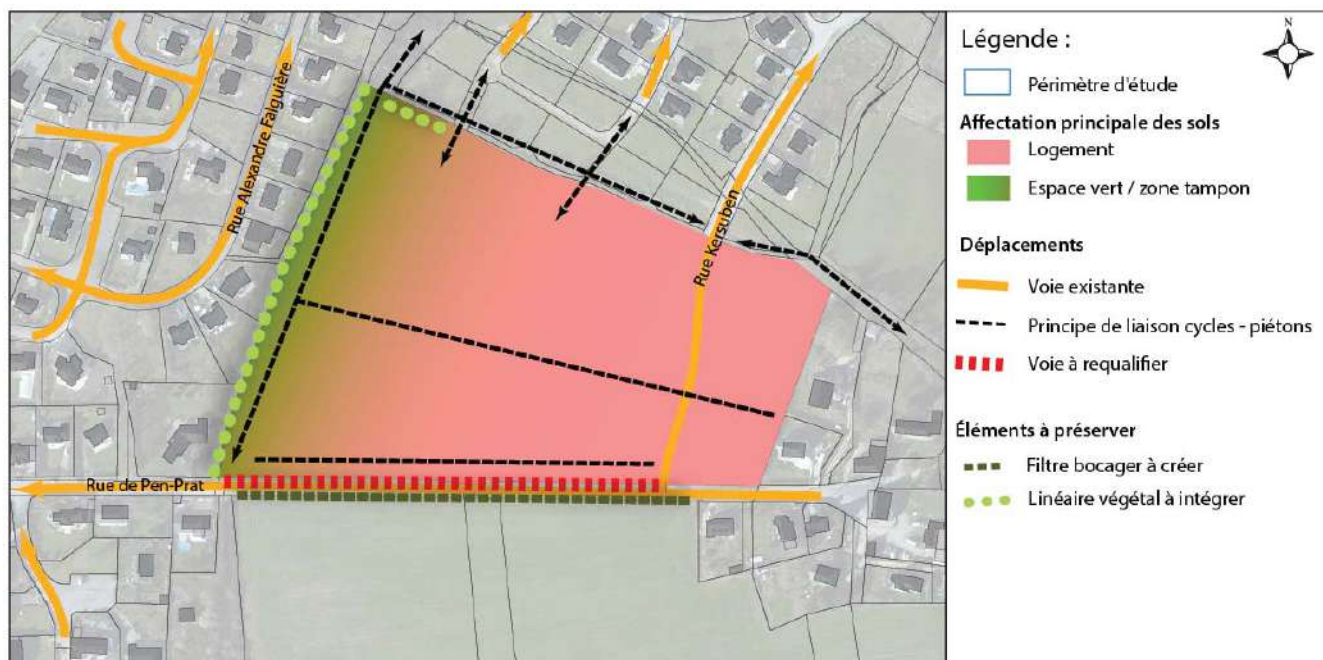 Légende :
N
Périmètre d'étude
Affectation principale des sols
Logement
Espace vert / zone tampon
Déplacements
Voie existante
Principe de liaison cycles - piétons
Voie à requalifier
Éléments à préserver
Filtre bocager à créer
Linéaire végétal à intégrer
Rue Alexandre Falguière
Rue Kersuben
Rue de Pen-Prat